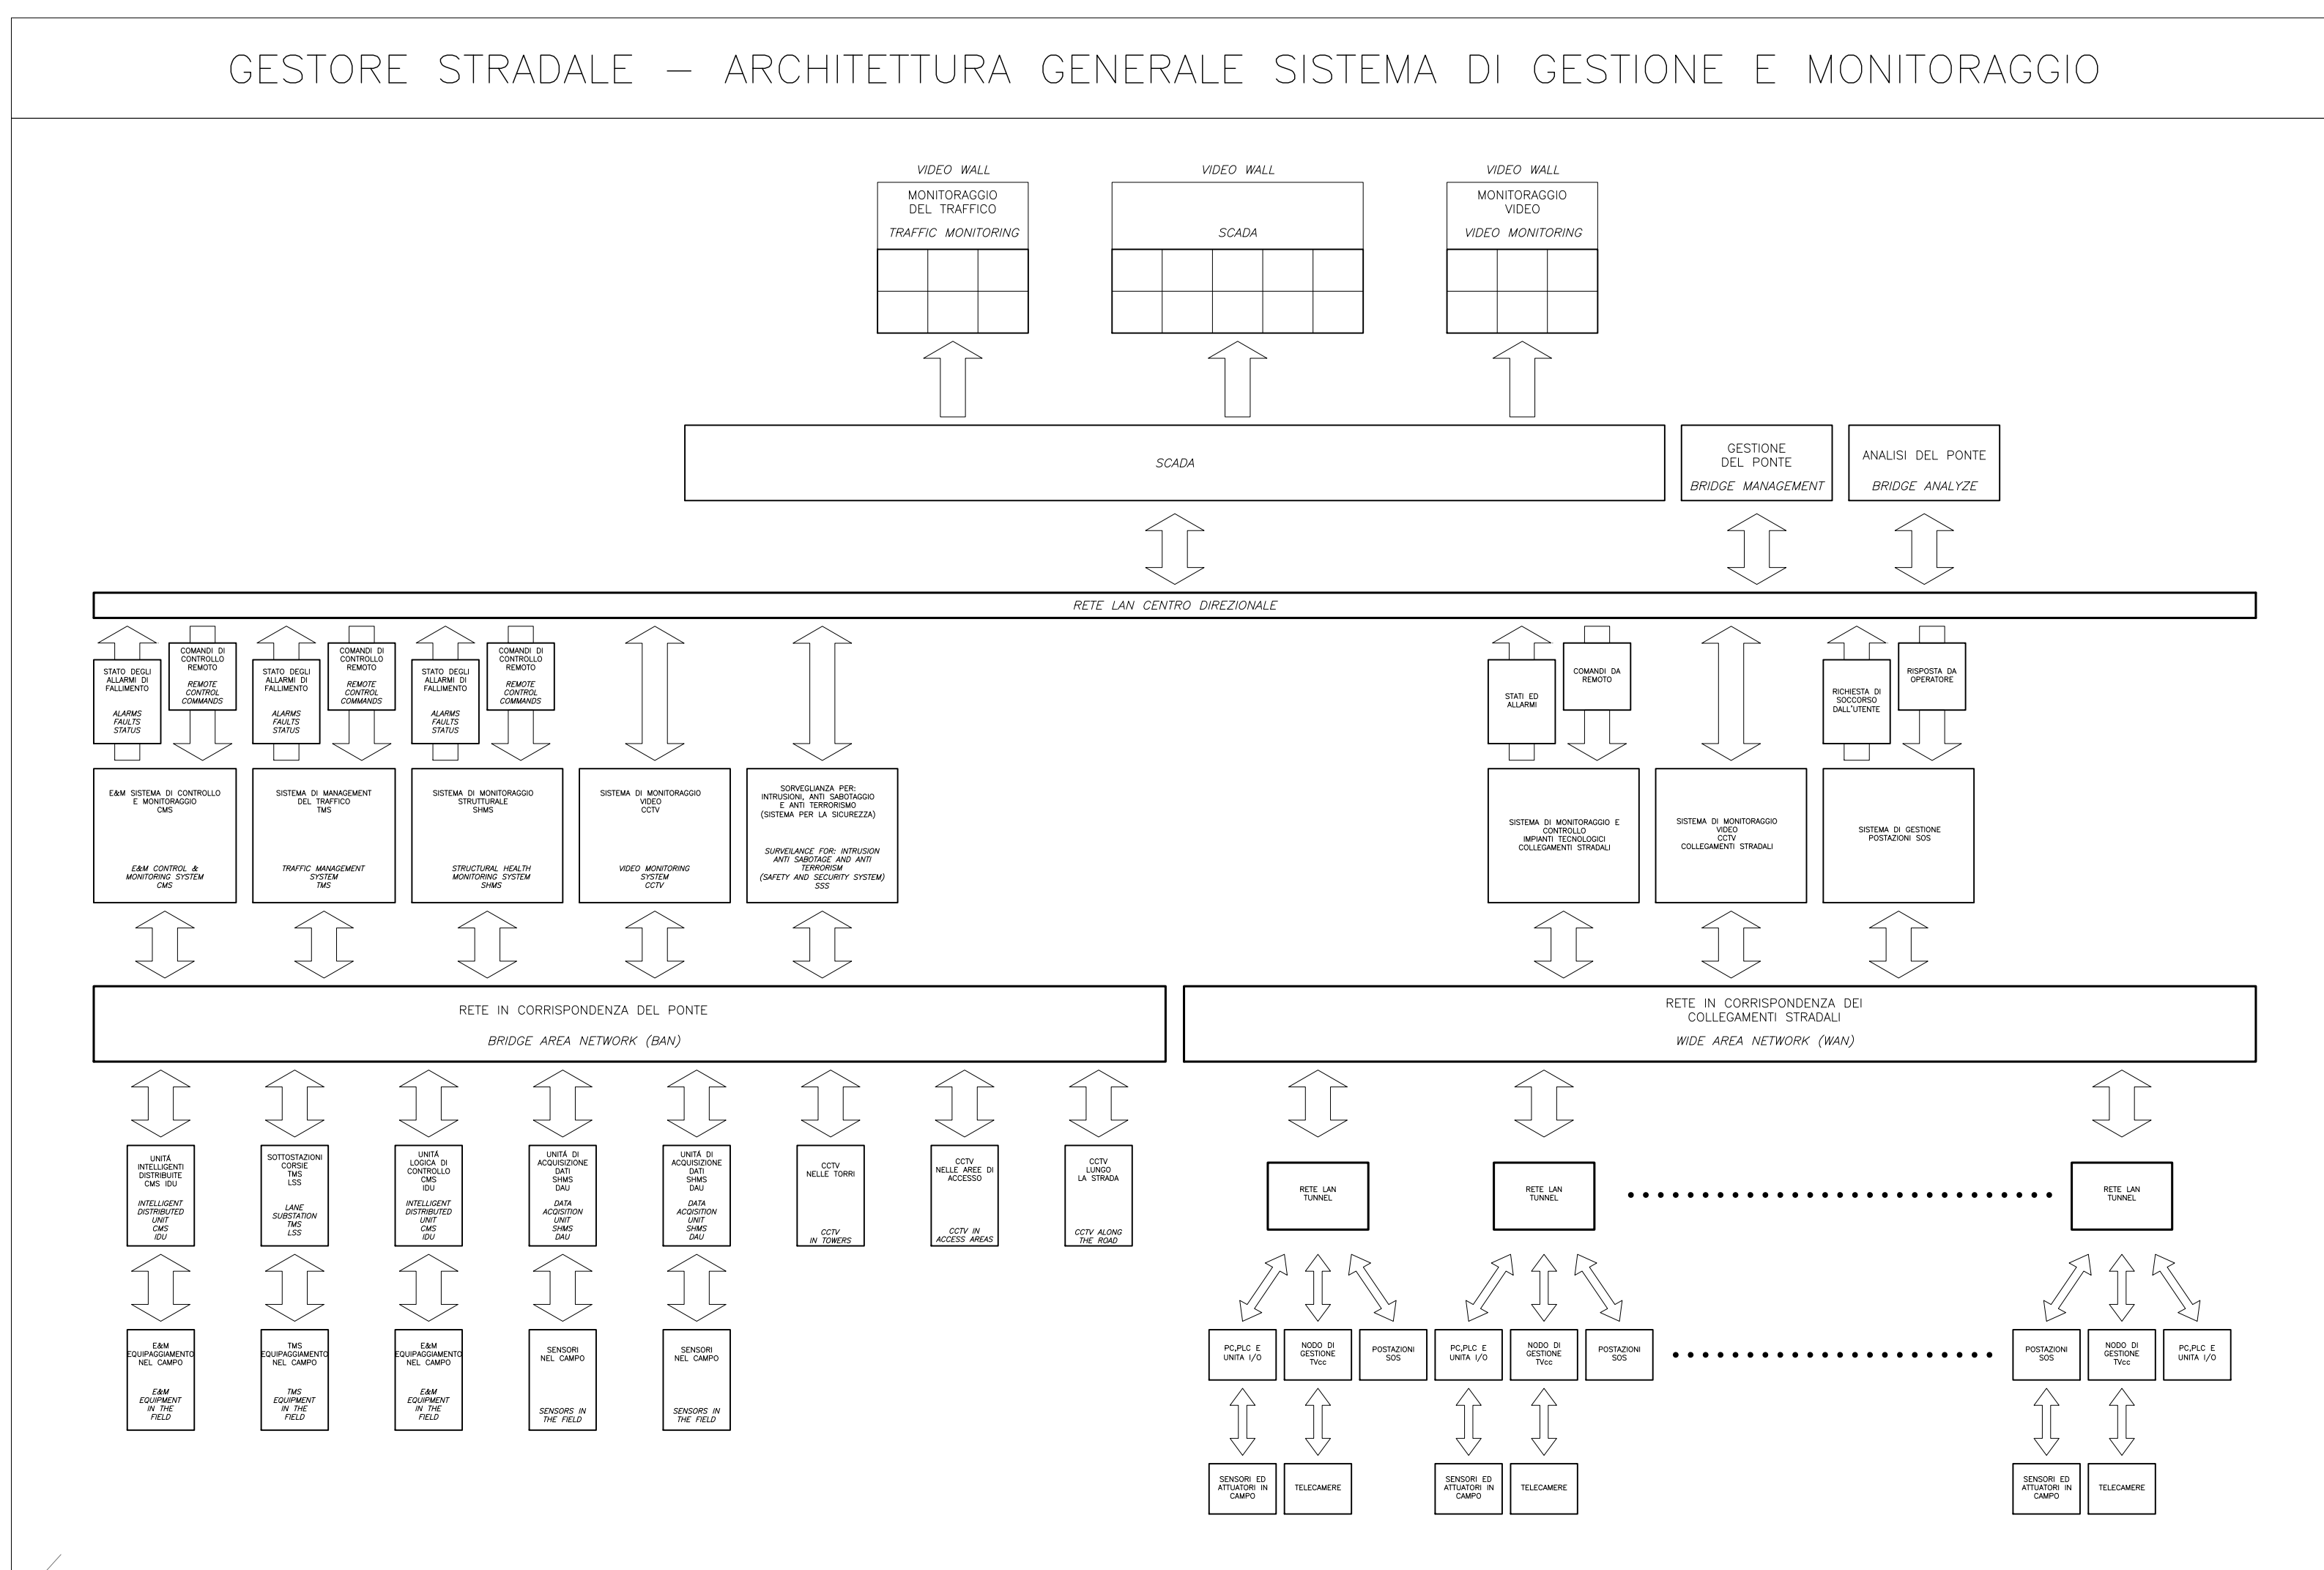 GESTORE STRADALE — ARCHITETTURA GENERALE SISTEMA DI GESTIONE E MONITORAGGIO
VIDEO WALL
MONITORAGGIO
DEL TRAFFICO
TRAFFIC MONITORING
VIDEO WALL
SCADA
VIDEO WALL
MONITORAGGIO
VIDEO
VIDEO MONITORING
SCADA
GESTIONE
DEL PONTE
BRIDGE MANAGEMENT
ANALISI DEL PONTE
BRIDGE ANALYZE
RETE LAN CENTRO DIREZIONALE
STATO DEGLI
ALLARMI DI
FALLIMENTO
ALARMS
FAULTS
STATUS
COMANDI DI
CONTROLLO
REMOTO
REMOTE
CONTROL
COMMANDS
STATO DEGLI
ALLARMI DI
FALLIMENTO
ALARMS
FAULTS
STATUS
COMANDI DI
CONTROLLO
REMOTO
REMOTE
CONTROL
COMMANDS
STATO DEGLI
ALLARMI DI
FALLIMENTO
ALARMS
FAULTS
STATUS
COMANDI DI
CONTROLLO
REMOTO
REMOTE
CONTROL
COMMANDS
STATI ED
ALLARMI
COMANDI DA
REMOTO
RICHIESTA DI
SOCCORSO
DALL'UTENTE
RISPOSTA DA
OPERATORE
E&M SISTEMA DI CONTROLLO
E MONITORAGGIO
CMS
E&M CONTROL &
MONITORING SYSTEM
CMS
SISTEMA DI MANAGEMENT
DEL TRAFFICO
TMS
TRAFFIC MANAGEMENT
SYSTEM
TMS
SISTEMA DI MONITORAGGIO
STRUTTURALE
SHMS
STRUCTURAL HEALTH
MONITORING SYSTEM
SHMS
SISTEMA DI MONITORAGGIO
VIDEO
CCTV
VIDEO MONITORING
SYSTEM
CCTV
SORVEGLIANZA PER:
INTRUSIONI, ANTI SABOTAGGIO
E ANTI TERRORISMO
(SISTEMA PER LA SICUREZZA)
SURVEILANCE FOR: INTRUSION
ANTI SABOTAGE AND ANTI
TERRORISM
(SAFETY AND SECURITY SYSTEM)
SSS
SISTEMA DI MONITORAGGIO E
CONTROLLO
IMPIANTI TECNOLOGICI
COLLEGAMENTI STRADALI
SISTEMA DI MONITORAGGIO
VIDEO
CCTV
COLLEGAMENTI STRADALI
SISTEMA DI GESTIONE
POSTAZIONI SOS
RETE IN CORRISPONDENZA DEL PONTE
BRIDGE AREA NETWORK (BAN)
RETE IN CORRISPONDENZA DEI
COLLEGAMENTI STRADALI
WIDE AREA NETWORK (WAN)
UNITÁ
INTELLIGENTI
DISTRIBUITE
CMS IDU
INTELLIGENT
DISTRIBUTED
UNIT
CMS
IDU
SOTTOSTAZIONI
CORSIE
TMS
LSS
LANE
SUBSTATION
TMS
LSS
UNITÁ
LOGICA DI
CONTROLLO
CMS
IDU
INTELLIGENT
DISTRIBUTED
UNIT
CMS
IDU
UNITÁ DI
ACQUISIZIONE
DATI
SHMS
DAU
DATA
ACQISITION
UNIT
SHMS
DAU
UNITÁ DI
ACQUISIZIONE
DATI
SHMS
DAU
DATA
ACQISITION
UNIT
SHMS
DAU
CCTV
NELLE TORRI
CCTV
IN TOWERS
CCTV
NELLE AREE DI
ACCESSO
CCTV IN
ACCESS AREAS
CCTV
LUNGO
LA STRADA
CCTV ALONG
THE ROAD
RETE LAN
TUNNEL
RETE LAN
TUNNEL
RETE LAN
TUNNEL
E&M
EQUIPAGGIAMENTO
NEL CAMPO
E&M
EQUIPMENT
IN THE
FIELD
TMS
EQUIPAGGIAMENTO
NEL CAMPO
TMS
EQUIPMENT
IN THE
FIELD
E&M
EQUIPAGGIAMENTO
NEL CAMPO
E&M
EQUIPMENT
IN THE
FIELD
SENSORI
NEL CAMPO
SENSORS IN
THE FIELD
SENSORI
NEL CAMPO
SENSORS IN
THE FIELD
PC,PLC E
UNITA I/O
NODO DI
GESTIONE
TVcc
POSTAZIONI
SOS
PC,PLC E
UNITA I/O
NODO DI
GESTIONE
TVcc
POSTAZIONI
SOS
POSTAZIONI
SOS
NODO DI
GESTIONE
TVcc
PC,PLC E
UNITA I/O
SENSORI ED
ATTUATORI IN
CAMPO
TELECAMERE
SENSORI ED
ATTUATORI IN
CAMPO
TELECAMERE
SENSORI ED
ATTUATORI IN
CAMPO
TELECAMERE